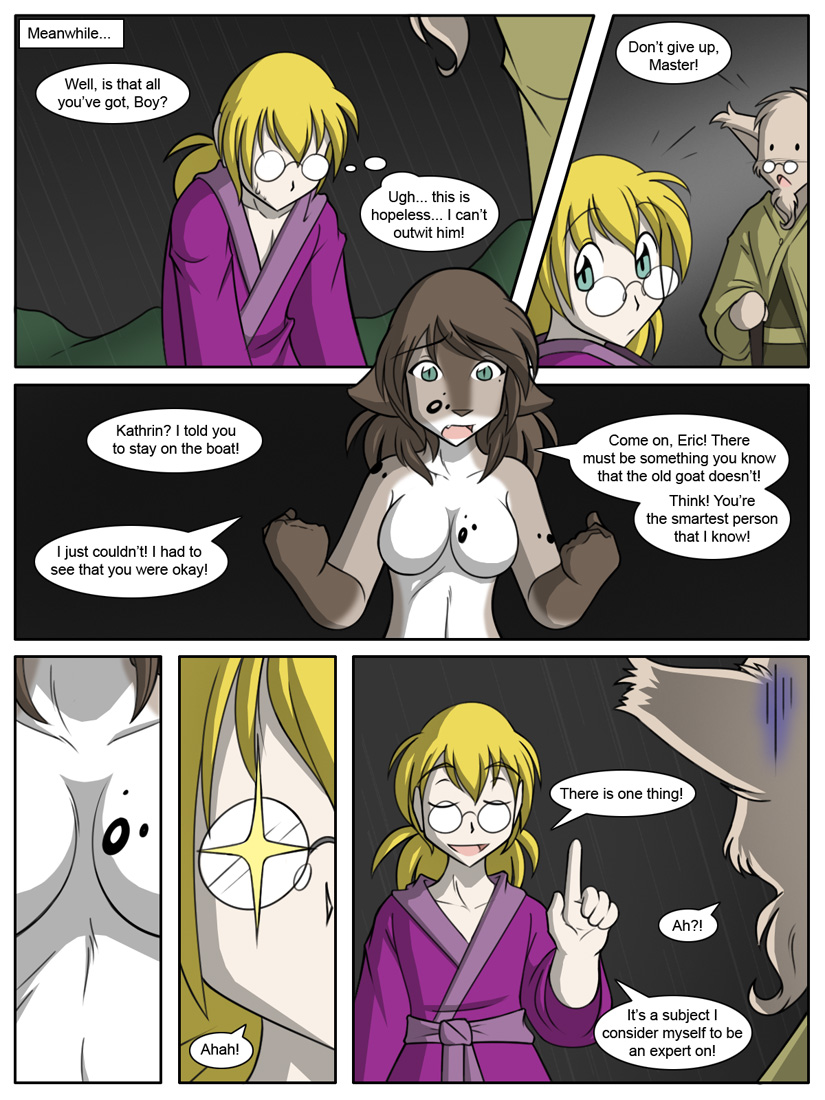 Meanwhile...
Well, is that all
you've got, Boy?
Ugh... this is
hopeless... I can't
outwit him!
Don't give up,
Master!
Kathrin? I told you
to stay on the boat!
I just couldn't! I had to
see that you were okay!
Come on, Eric! There
must be something you know
that the old goat doesn't!
Think! You're
the smartest person
that I know!
Ahah!
There is one thing!
Ah?!
It's a subject I
consider myself to be
an expert on!